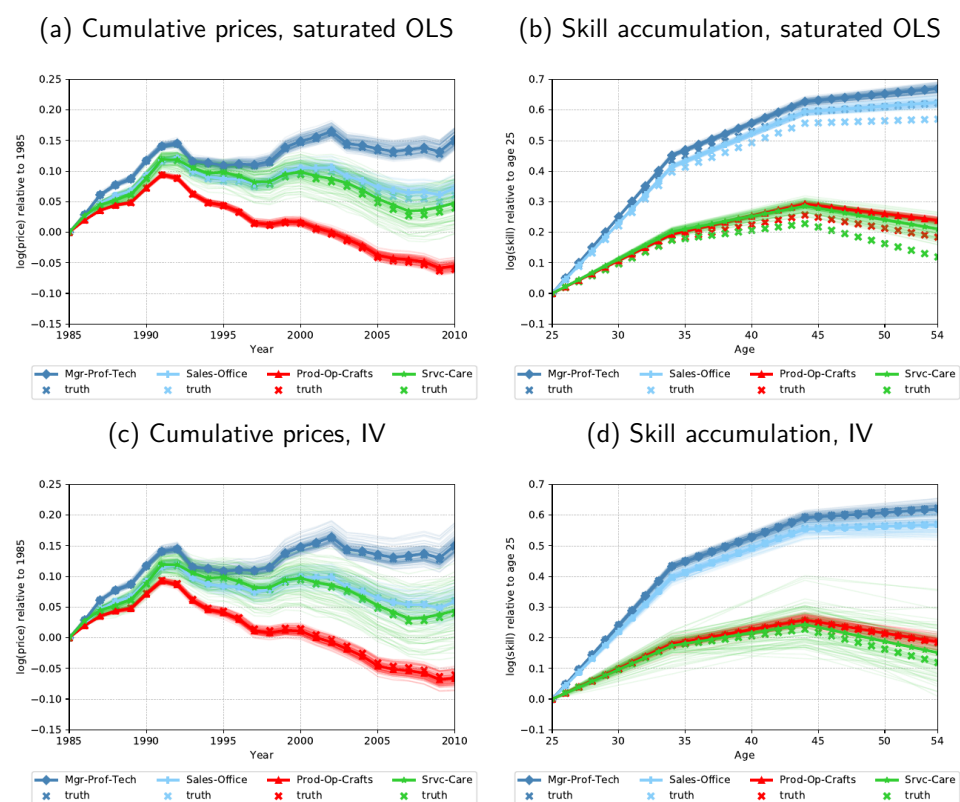 (a) Cumulative prices, saturated OLS
0.25
0.20
0.15
0.10
0.05
0.00
−0.05
−0.10
−0.15
log(price) relative to 1985
1985 1990 1995 2000 2005 2010
Year
Mgr-Prof-Tech Sales-Office Prod-Op-Crafts Srvc-Care
truth truth truth truth
(b) Skill accumulation, saturated OLS
0.7
0.6
0.5
0.4
0.3
0.2
0.1
0.0
−0.1
log(skill) relative to age 25
25 30 35 40 45 50 54
Age
Mgr-Prof-Tech Sales-Office Prod-Op-Crafts Srvc-Care
truth truth truth truth
(c) Cumulative prices, IV
0.25
0.20
0.15
0.10
0.05
0.00
−0.05
−0.10
−0.15
log(price) relative to 1985
1985 1990 1995 2000 2005 2010
Year
Mgr-Prof-Tech Sales-Office Prod-Op-Crafts Srvc-Care
truth truth truth truth
(d) Skill accumulation, IV
0.7
0.6
0.5
0.4
0.3
0.2
0.1
0.0
−0.1
log(skill) relative to age 25
25 30 35 40 45 50 54
Age
Mgr-Prof-Tech Sales-Office Prod-Op-Crafts Srvc-Care
truth truth truth truth